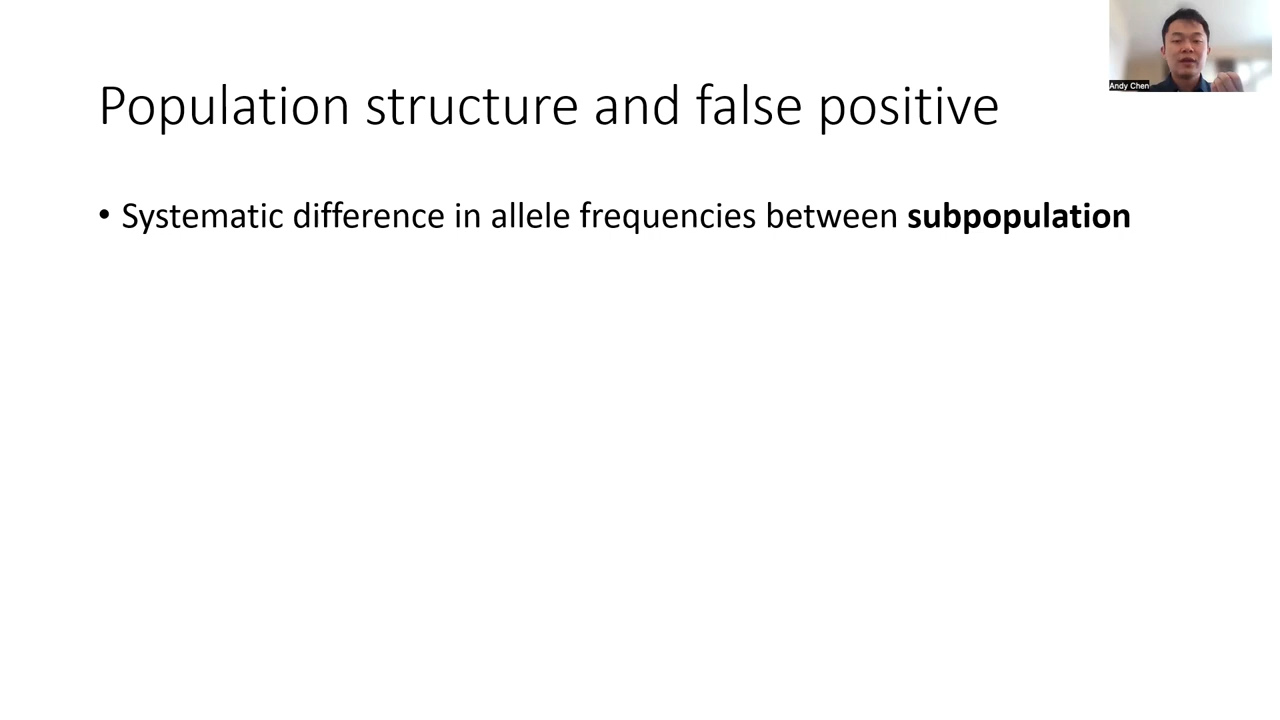 Population structure and false positive
Andy Chen
• Systematic difference in allele frequencies between subpopulation